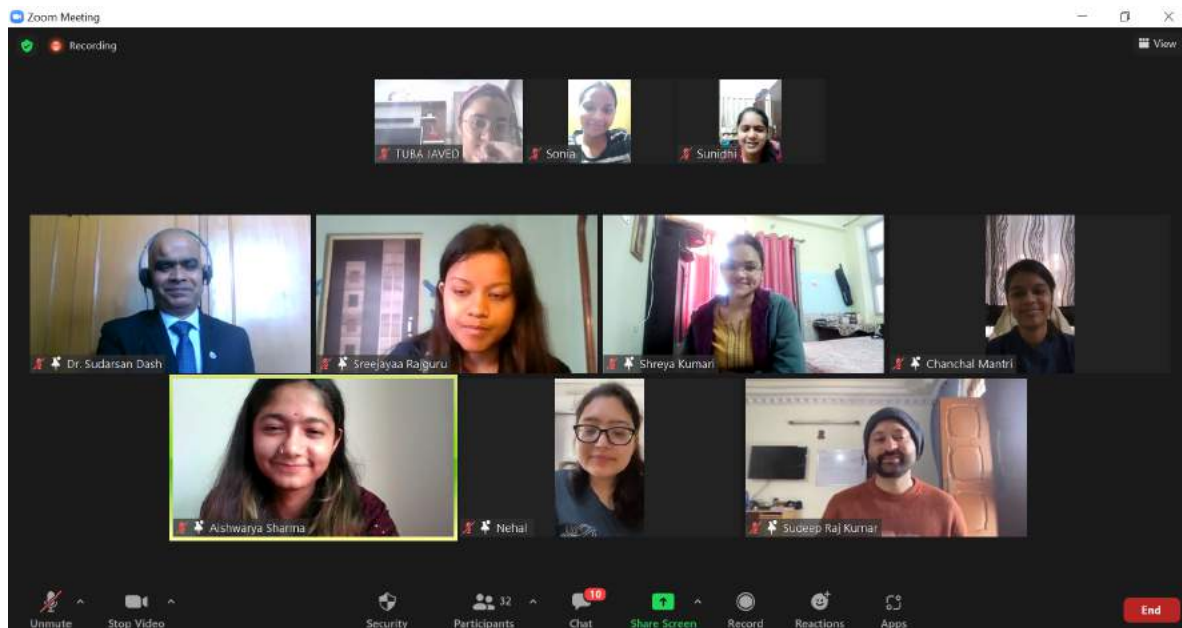 Zoom Meeting
Recording
View
TUBA JAVED
Sonia
Sunidhi
Dr. Sudarsan Dash
Sreejayaa Rajguru
Shreya Kumari
Chanchal Mantri
Aishwarya Sharma
Nehal
Sudeep Raj Kumar
32
10
Unmute
Stop Video
Security
Participants
Chat
Share Screen
Record
Reactions
Apps
End